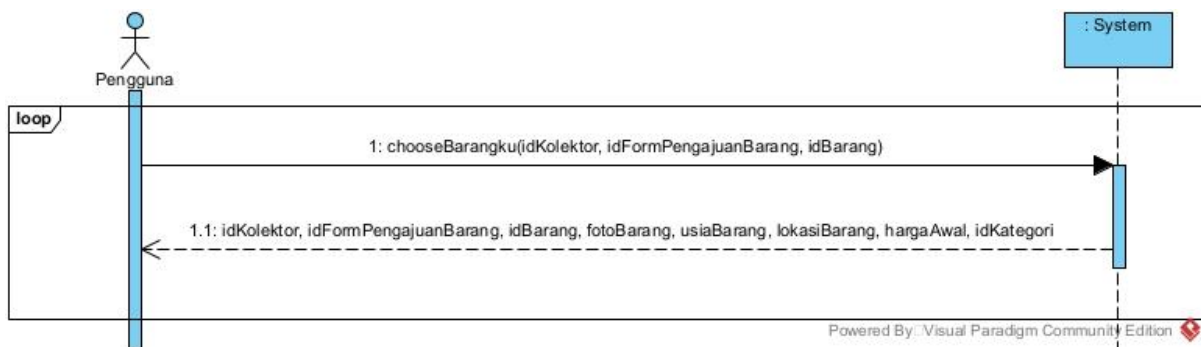 : System
Pengguna
loop
1: chooseBarangku(idKolektor, idFormPengajuanBarang, idBarang)
1.1: idKolektor, idFormPengajuanBarang, idBarang, fotoBarang, usiaBarang, lokasiBarang, hargaAwal, idKategori
Powered By Visual Paradigm Community Edition